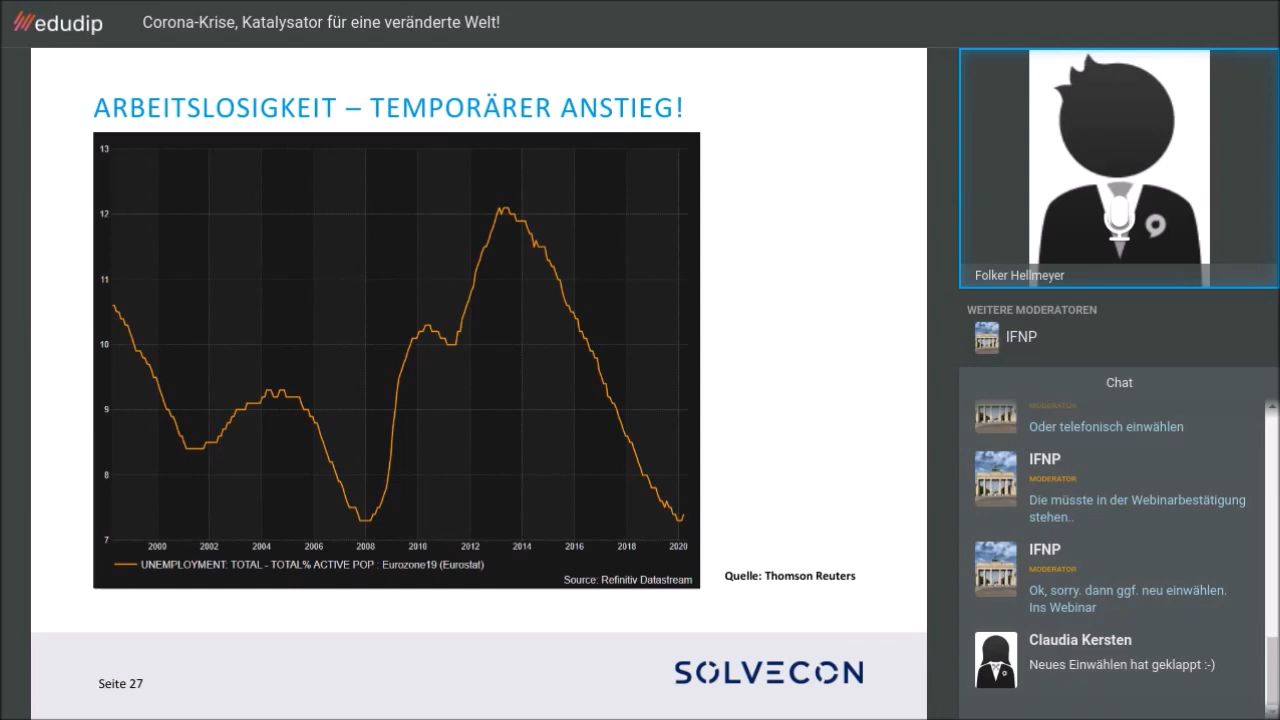 edudip
Corona-Krise, Katalysator für eine veränderte Welt!
ARBEITSLOSIGKEIT – TEMPORÄRER ANSTIEG!
13
12
11
10
9
8
7
2000 2002 2004 2006 2008 2010 2012 2014 2016 2018 2020
UNEMPLOYMENT: TOTAL - TOTAL% ACTIVE POP : Eurozone19 (Eurostat)
Source: Refinitiv Datastream
Quelle: Thomson Reuters
Seite 27
SOLVECON
Folker Hellmeyer
WEITERE MODERATOREN
IFNP
Chat
MODERATOR
Oder telefonisch einwählen
IFNP
MODERATOR
Die müsste in der Webinarbestätigung
stehen..
IFNP
MODERATOR
Ok, sorry. dann ggf. neu einwählen.
Ins Webinar
Claudia Kersten
Neues Einwählen hat geklappt :-)